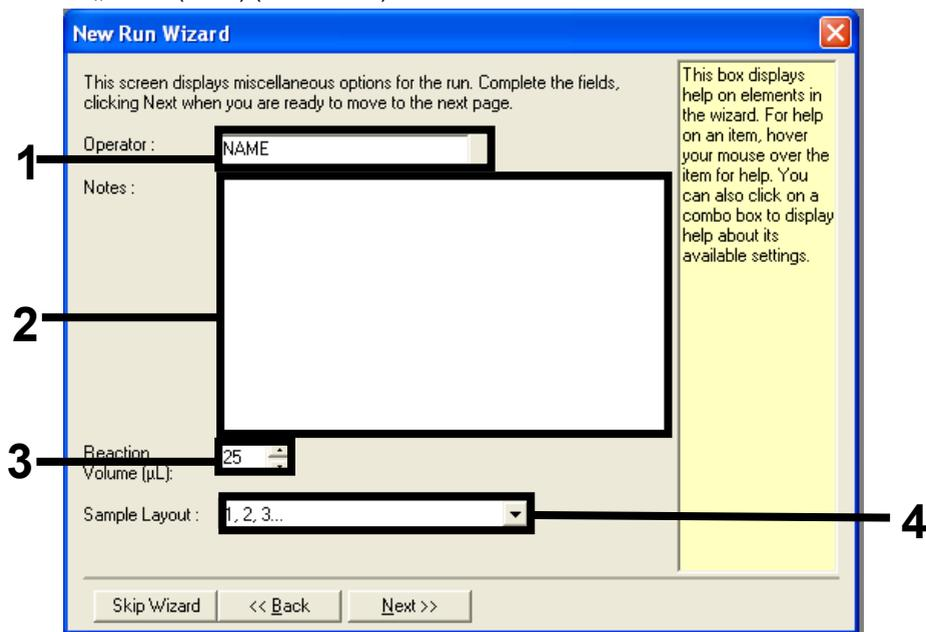 New Run Wizard
This screen displays miscellaneous options for the run. Complete the fields,
clicking Next when you are ready to move to the next page.
This box displays
help on elements in
the wizard. For help
on an item, hover
your mouse over the
item for help. You
can also click on a
combo box to display
help about its
available settings.
Operator :
NAME
1
Notes :
2
Reaction
Volume (µL):
25
3
Sample Layout :
1, 2, 3...
4
Skip Wizard
<< Back
Next >>